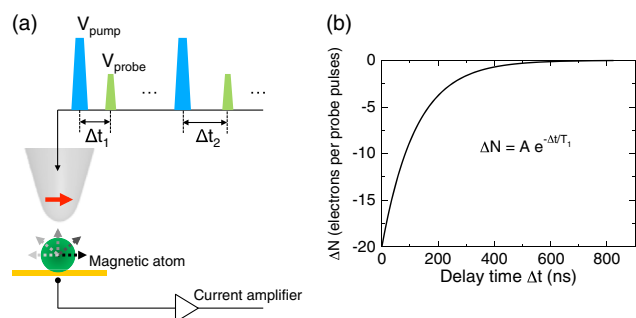 (a)
V_pump
V_probe
... ...
Δt_1 Δt_2
Magnetic atom
Current amplifier
(b)
ΔN (electrons per probe pulses)
0
-5
-10
-15
-20
ΔN = A e^{-Δt/T_1}
0 200 400 600 800
Delay time Δt (ns)